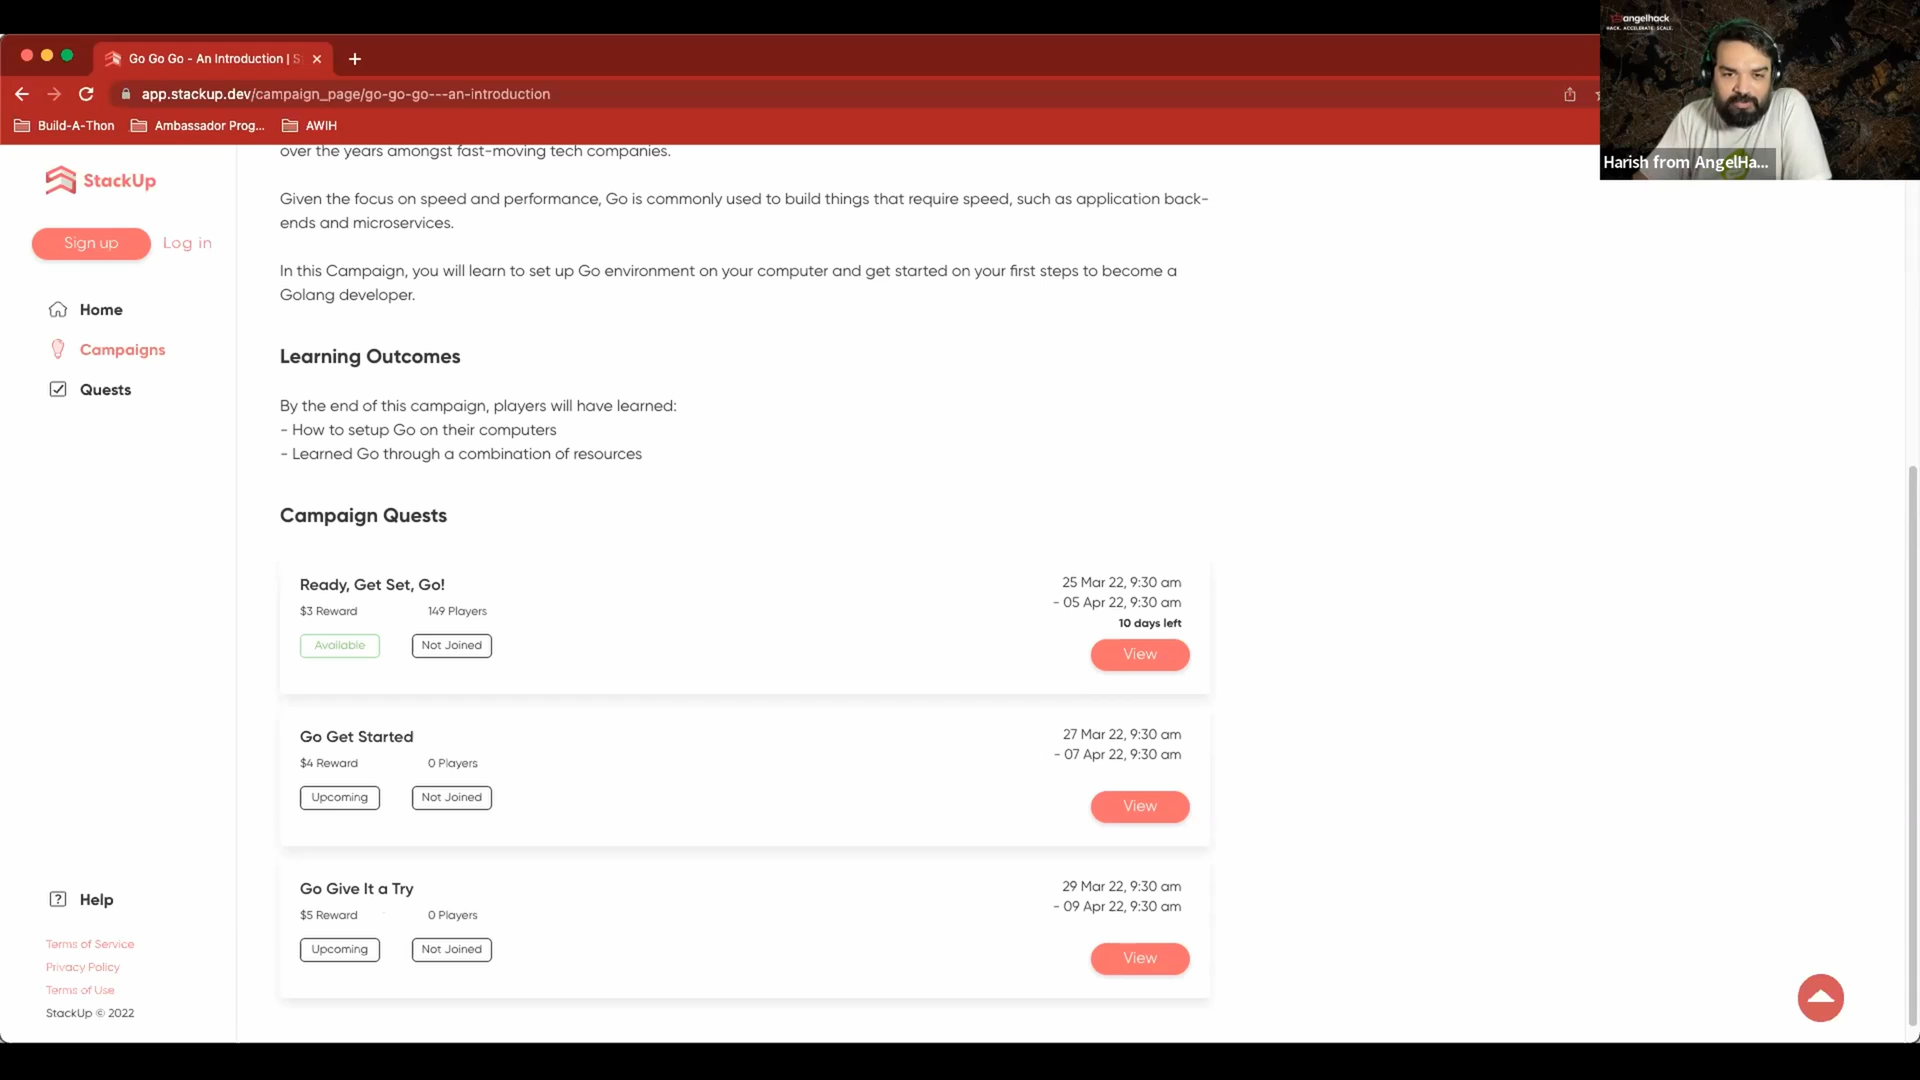 Go Go Go - An Introduction | S
app.stackup.dev/campaign_page/go-go-go---an-introduction
Build-A-Thon
Ambassador Prog...
AWIH
angelhack
HACK. ACCELERATE. SCALE.
Harish from AngelHa...
StackUp
Sign up
Log in
Home
Campaigns
Quests
over the years amongst fast-moving tech companies.
Given the focus on speed and performance, Go is commonly used to build things that require speed, such as application back-
ends and microservices.
In this Campaign, you will learn to set up Go environment on your computer and get started on your first steps to become a
Golang developer.
Learning Outcomes
By the end of this campaign, players will have learned:
- How to setup Go on their computers
- Learned Go through a combination of resources
Campaign Quests
Ready, Get Set, Go!
$3 Reward
149 Players
Available
Not Joined
25 Mar 22, 9:30 am
- 05 Apr 22, 9:30 am
10 days left
View
Go Get Started
$4 Reward
0 Players
Upcoming
Not Joined
27 Mar 22, 9:30 am
- 07 Apr 22, 9:30 am
View
Go Give It a Try
$5 Reward
0 Players
Upcoming
Not Joined
29 Mar 22, 9:30 am
- 09 Apr 22, 9:30 am
View
Help
Terms of Service
Privacy Policy
Terms of Use
StackUp © 2022